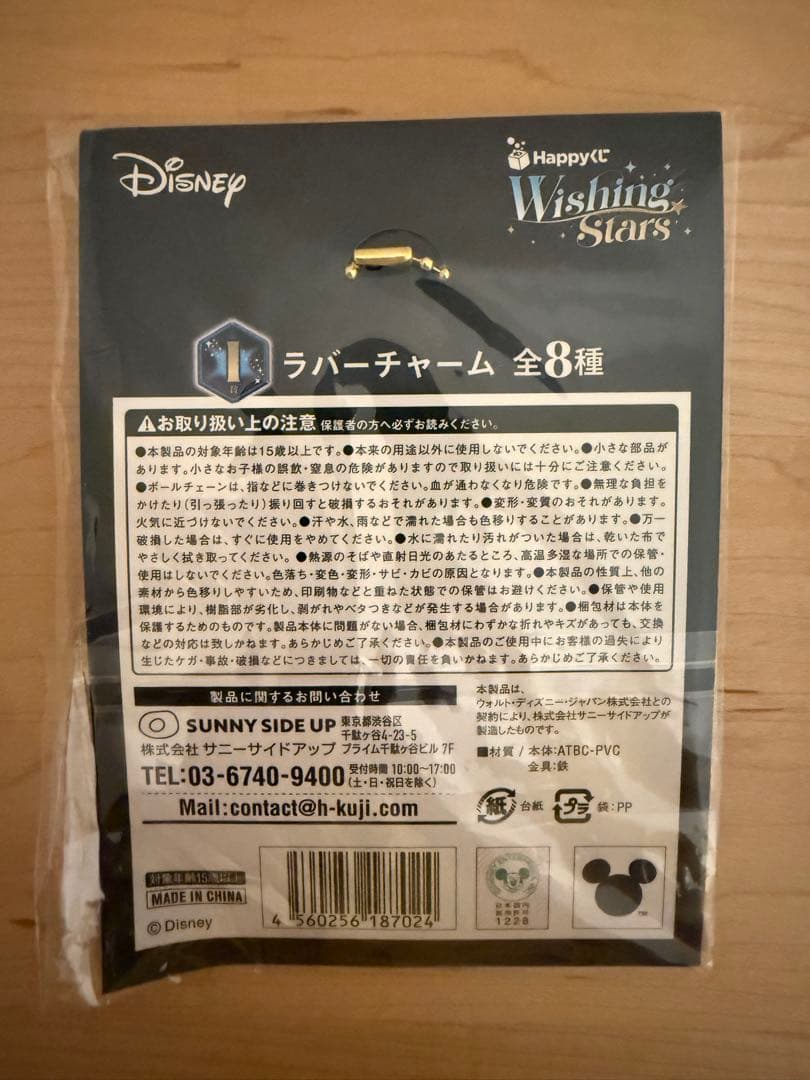 Disney
Happyくじ
Wishing
Stars
I賞
ラバーチャーム 全8種
お取り扱い上の注意 保護者の方へ必ずお読みください。
●本製品の対象年齢は15歳以上です。●本来の用途以外に使用しないでください。●小さな部品が
あります。小さなお子様の誤飲・窒息の危険がありますので取り扱いには十分にご注意ください。
●ボールチェーンは、指などに巻きつけないでください。血が通わなくなり危険です。●無理な負担を
かけたり(引っ張ったり)振り回すと破損するおそれがあります。●変形・変質のおそれがあります。
火気に近づけないでください。●汗や水、雨などで濡れた場合も色移りすることがあります。●万一
破損した場合は、すぐに使用をやめてください。●水に濡れたり汚れがついた場合は、乾いた布で
やさしく拭き取ってください。●熱源のそばや直射日光のあたるところ、高温多湿な場所での保管・
使用はしないでください。色落ち・変色・変形・サビ・カビの原因となります。●本製品の性質上、他の
素材から色移りしやすいため、印刷物などと重ねた状態での保管はお避けください。●保管や使用
環境により、樹脂部が劣化し、剥がれやベタつきなどが発生する場合があります。●梱包材は本体を
保護するためのものです。製品本体に問題がない場合、梱包材にわずかな折れやキズがあっても、交換
などの対応は致しかねます。あらかじめご了承ください。●本製品のご使用中にお客様の過失により
生じたケガ・事故・破損などにつきましては、一切の責任を負いかねます。あらかじめご了承ください。
製品に関するお問い合わせ
SUNNY SIDE UP 東京都渋谷区
千駄ヶ谷4-23-5
株式会社 サニーサイドアップ プライム千駄ヶ谷ビル 7F
TEL:03-6740-9400 受付時間 10:00〜17:00
(土・日・祝日を除く)
Mail:contact@h-kuji.com
本製品は、
ウォルト・ディズニー・ジャパン株式会社との
契約により、株式会社サニーサイドアップが
製造したものです。
■材質 / 本体:ATBC-PVC
金具:鉄
紙 台紙 プラ 袋:PP
対象年齢15歳以上
MADE IN CHINA
© Disney
4 560256 187024
日本国内
販売許可
1228
TM